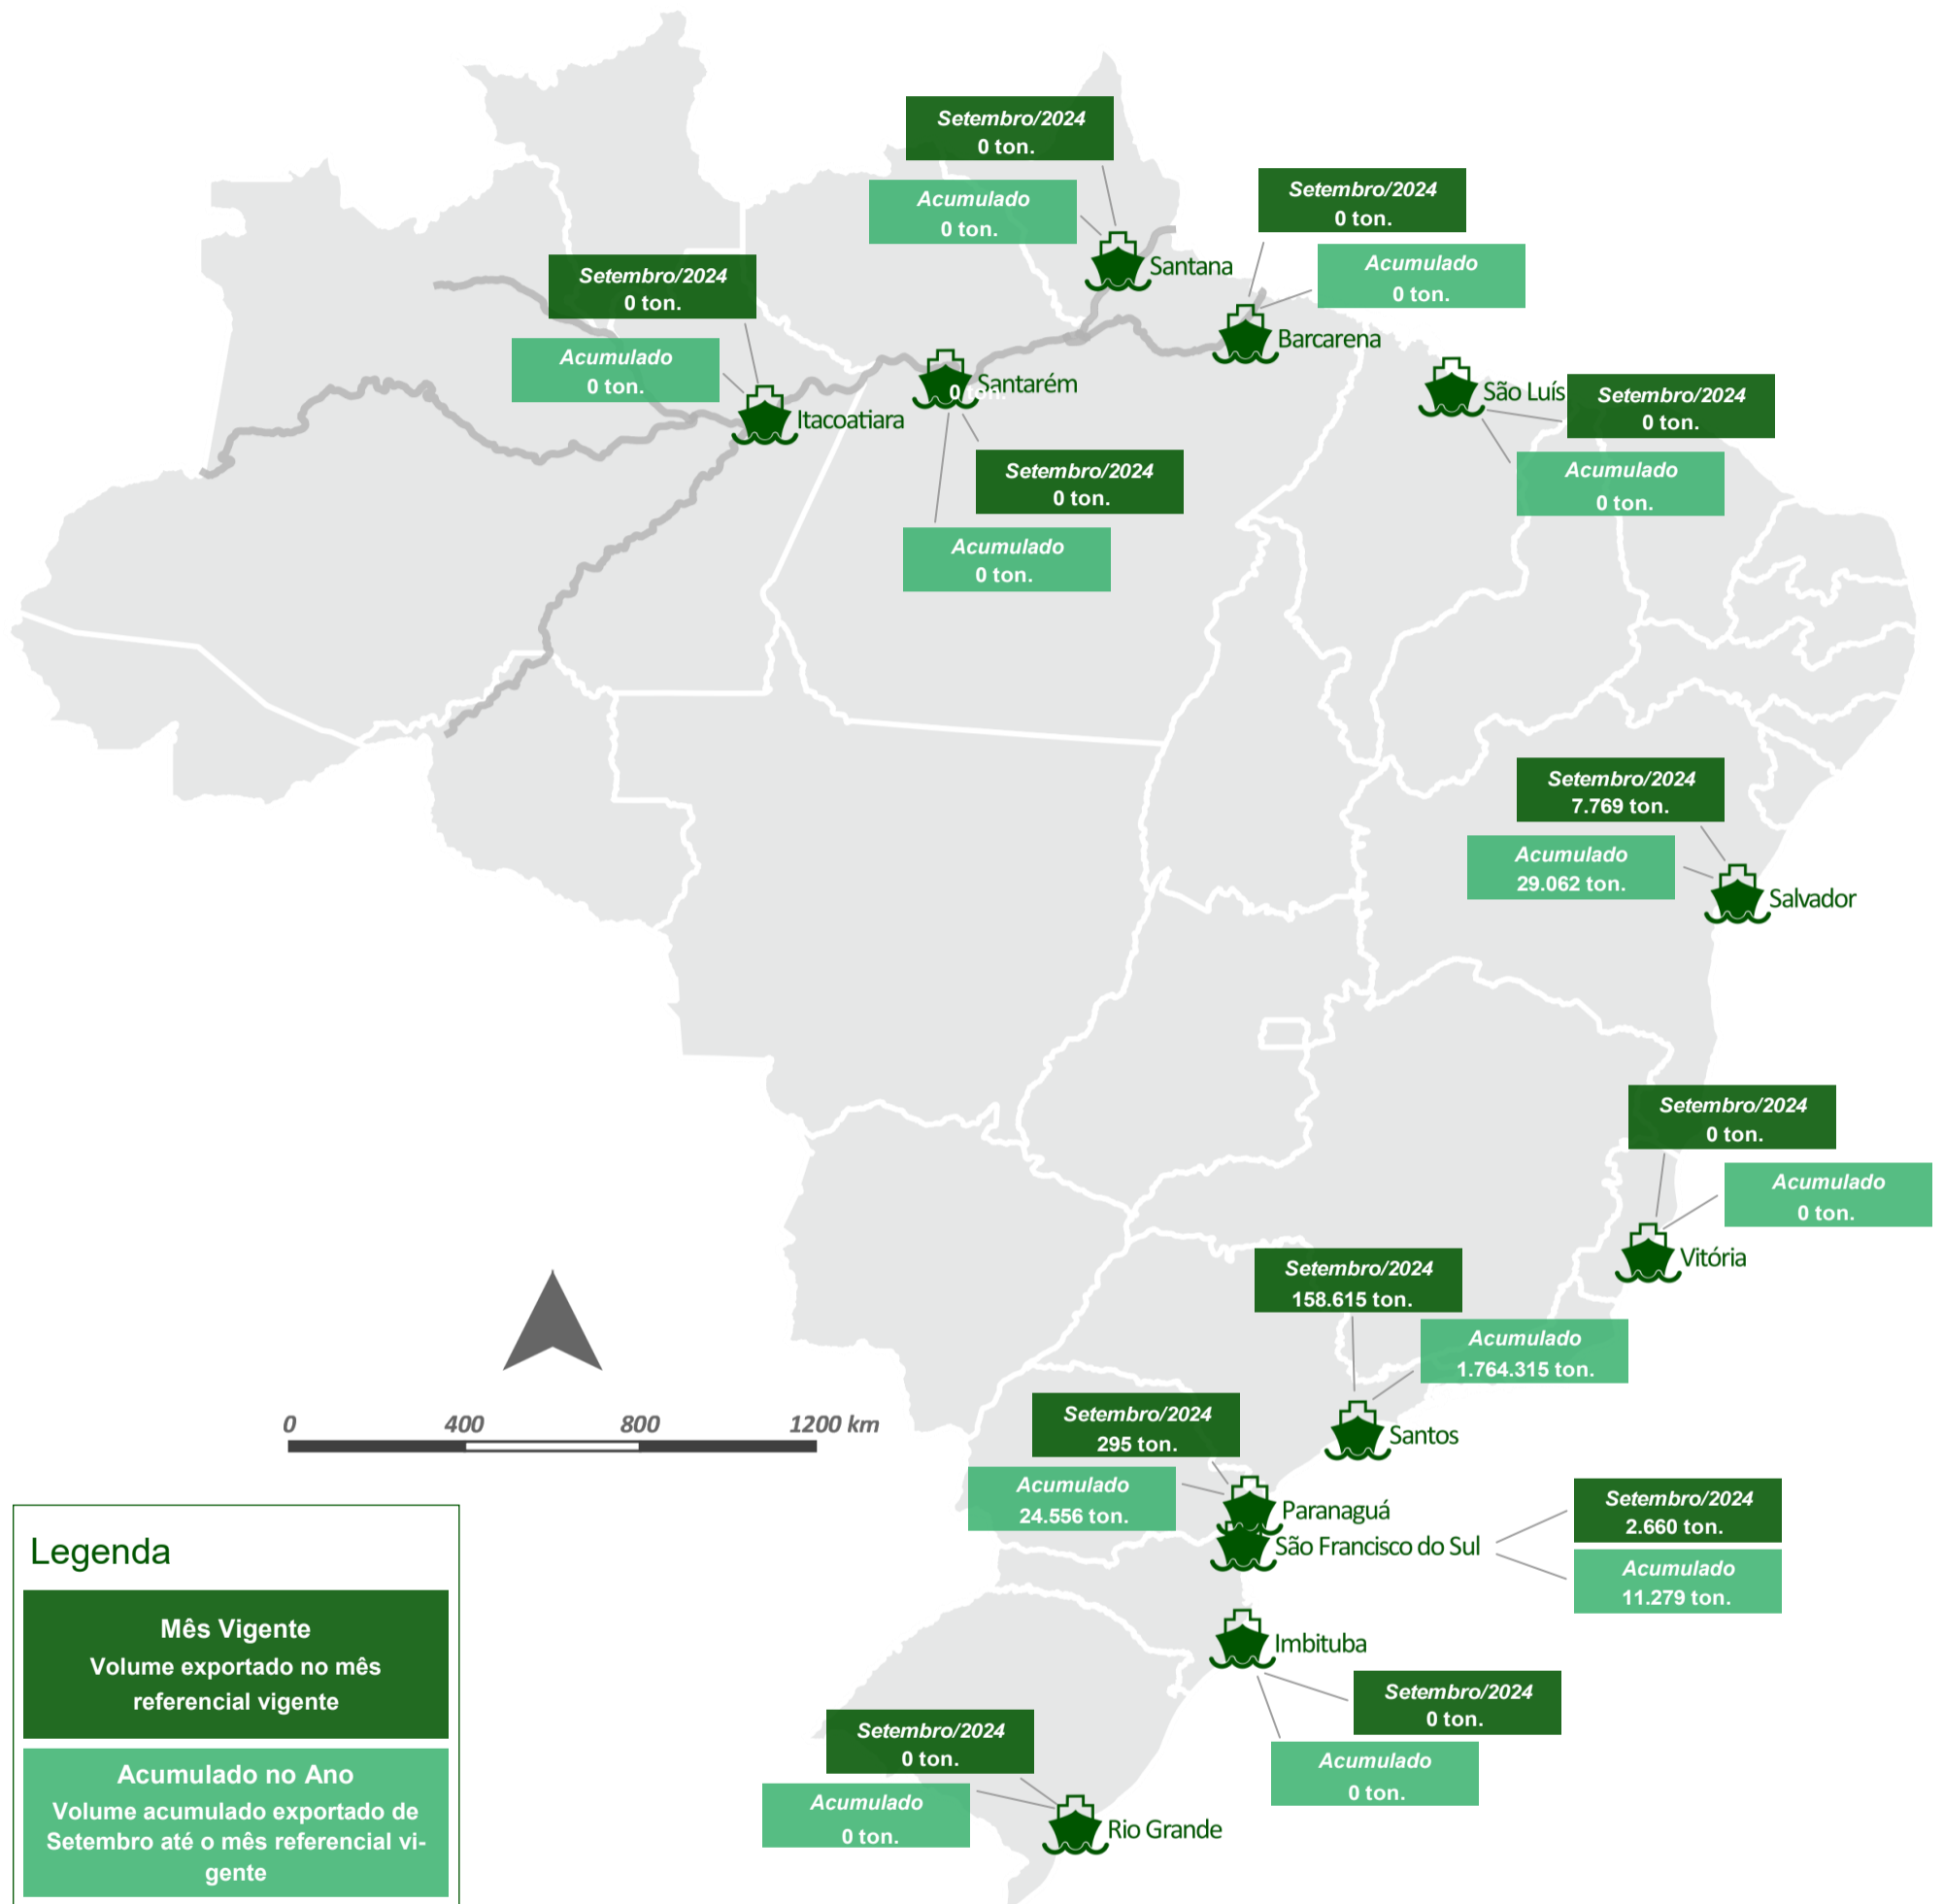 Setembro/2024
0 ton.
Acumulado
0 ton.
Santana
Setembro/2024
0 ton.
Acumulado
0 ton.
Barcarena
Setembro/2024
0 ton.
Acumulado
0 ton.
Itacoatiara
Santarém
0 ton.
Setembro/2024
0 ton.
Acumulado
0 ton.
São Luís
Setembro/2024
0 ton.
Acumulado
0 ton.
Setembro/2024
7.769 ton.
Acumulado
29.062 ton.
Salvador
Setembro/2024
0 ton.
Acumulado
0 ton.
Vitória
Setembro/2024
158.615 ton.
Acumulado
1.764.315 ton.
Santos
Setembro/2024
295 ton.
Acumulado
24.556 ton.
Paranaguá
São Francisco do Sul
Setembro/2024
2.660 ton.
Acumulado
11.279 ton.
Imbituba
Setembro/2024
0 ton.
Acumulado
0 ton.
Setembro/2024
0 ton.
Acumulado
0 ton.
Rio Grande
0 400 800 1200 km
Legenda
Mês Vigente
Volume exportado no mês
referencial vigente
Acumulado no Ano
Volume acumulado exportado de
Setembro até o mês referencial vi-
gente